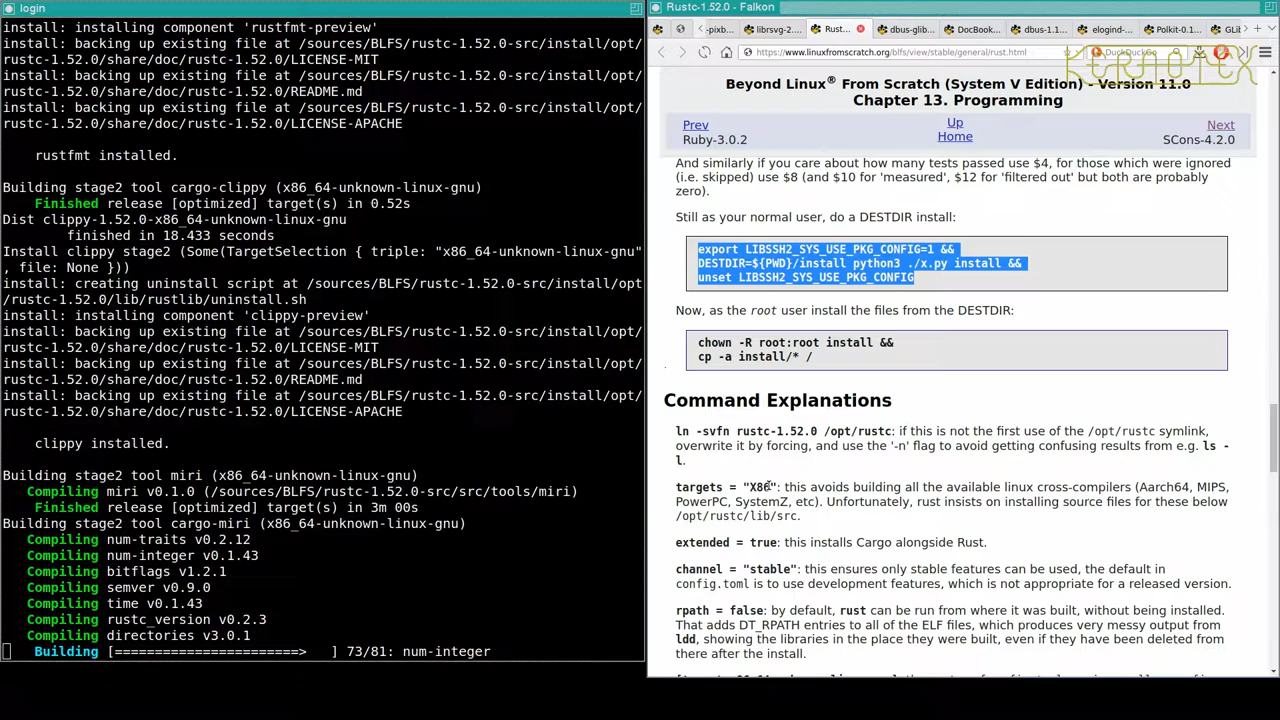 login
install: installing component 'rustfmt-preview'
install: backing up existing file at /sources/BLFS/rustc-1.52.0-src/install/opt/rustc-1.52.0/share/doc/rustc-1.52.0/LICENSE-MIT
install: backing up existing file at /sources/BLFS/rustc-1.52.0-src/install/opt/rustc-1.52.0/share/doc/rustc-1.52.0/README.md
install: backing up existing file at /sources/BLFS/rustc-1.52.0-src/install/opt/rustc-1.52.0/share/doc/rustc-1.52.0/LICENSE-APACHE
rustfmt installed.
Building stage2 tool cargo-clippy (x86_64-unknown-linux-gnu)
Finished release [optimized] target(s) in 0.52s
Dist clippy-1.52.0-x86_64-unknown-linux-gnu
finished in 18.433 seconds
Install clippy stage2 (Some(TargetSelection { triple: "x86_64-unknown-linux-gnu"
, file: None }))
install: creating uninstall script at /sources/BLFS/rustc-1.52.0-src/install/opt
/rustc-1.52.0/lib/rustlib/uninstall.sh
install: installing component 'clippy-preview'
install: backing up existing file at /sources/BLFS/rustc-1.52.0-src/install/opt/
rustc-1.52.0/share/doc/rustc-1.52.0/LICENSE-MIT
install: backing up existing file at /sources/BLFS/rustc-1.52.0-src/install/opt/
rustc-1.52.0/share/doc/rustc-1.52.0/README.md
install: backing up existing file at /sources/BLFS/rustc-1.52.0-src/install/opt/
rustc-1.52.0/share/doc/rustc-1.52.0/LICENSE-APACHE
clippy installed.
Building stage2 tool miri (x86_64-unknown-linux-gnu)
Compiling miri v0.1.0 (/sources/BLFS/rustc-1.52.0-src/src/tools/miri)
Finished release [optimized] target(s) in 3m 00s
Building stage2 tool cargo-miri (x86_64-unknown-linux-gnu)
Compiling num-traits v0.2.12
Compiling num-integer v0.1.43
Compiling bitflags v1.2.1
Compiling semver v0.9.0
Compiling time v0.1.43
Compiling rustc_version v0.2.3
Compiling directories v3.0.1
Building [=======================> ] 73/81: num-integer
Rustc-1.52.0 - Falkon
-pixb... librsvg-2... Rust... dbus-glib... DocBook... dbus-1.1... elogind-... Polkit-0.1... GLi
https://www.linuxfromscratch.org/blfs/view/stable/general/rust.html DuckDuckGo
KERNOTEX
Beyond Linux® From Scratch (System V Edition) - Version 11.0
Chapter 13. Programming
Prev Up Next
Ruby-3.0.2 Home SCons-4.2.0
And similarly if you care about how many tests passed use $4, for those which were ignored
(i.e. skipped) use $8 (and $10 for 'measured', $12 for 'filtered out' but both are probably
zero).
Still as your normal user, do a DESTDIR install:
export LIBSSH2_SYS_USE_PKG_CONFIG=1 &&
DESTDIR=${PWD}/install python3 ./x.py install &&
unset LIBSSH2_SYS_USE_PKG_CONFIG
Now, as the root user install the files from the DESTDIR:
chown -R root:root install &&
cp -a install/* /
Command Explanations
ln -svfn rustc-1.52.0 /opt/rustc: if this is not the first use of the /opt/rustc symlink,
overwrite it by forcing, and use the '-n' flag to avoid getting confusing results from e.g. ls -
l.
targets = "X86": this avoids building all the available linux cross-compilers (Aarch64, MIPS,
PowerPC, SystemZ, etc). Unfortunately, rust insists on installing source files for these below
/opt/rustc/lib/src.
extended = true: this installs Cargo alongside Rust.
channel = "stable": this ensures only stable features can be used, the default in
config.toml is to use development features, which is not appropriate for a released version.
rpath = false: by default, rust can be run from where it was built, without being installed.
That adds DT_RPATH entries to all of the ELF files, which produces very messy output from
ldd, showing the libraries in the place they were built, even if they have been deleted from
there after the install.